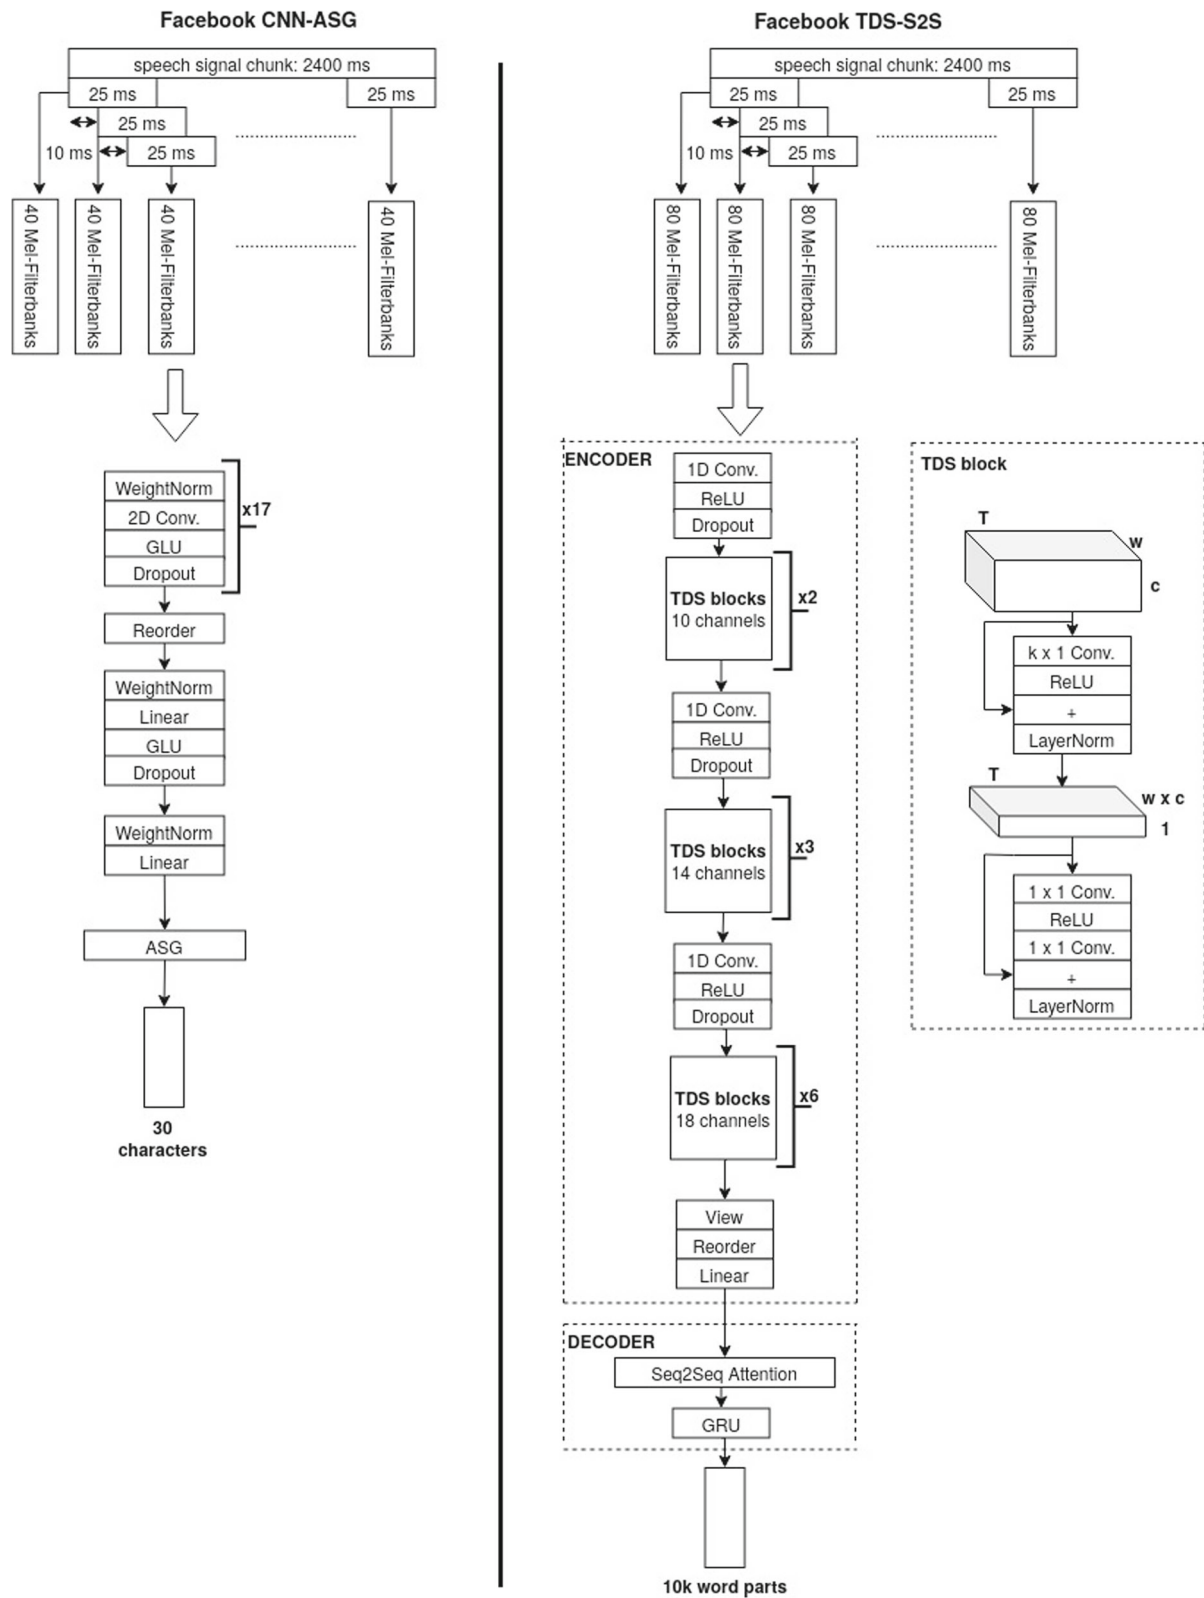 Facebook CNN-ASG
speech signal chunk: 2400 ms
25 ms
25 ms
25 ms
10 ms
25 ms
40 Mel-Filterbanks
40 Mel-Filterbanks
40 Mel-Filterbanks
40 Mel-Filterbanks
WeightNorm
2D Conv.
GLU
Dropout
x17
Reorder
WeightNorm
Linear
GLU
Dropout
WeightNorm
Linear
ASG
30
characters
Facebook TDS-S2S
speech signal chunk: 2400 ms
25 ms
25 ms
25 ms
10 ms
25 ms
80 Mel-Filterbanks
80 Mel-Filterbanks
80 Mel-Filterbanks
80 Mel-Filterbanks
ENCODER
1D Conv.
ReLU
Dropout
TDS blocks
10 channels
x2
1D Conv.
ReLU
Dropout
TDS blocks
14 channels
x3
1D Conv.
ReLU
Dropout
TDS blocks
18 channels
x6
View
Reorder
Linear
DECODER
Seq2Seq Attention
GRU
10k word parts
TDS block
T
w
c
k x 1 Conv.
ReLU
+
LayerNorm
T
w x c
1
1 x 1 Conv.
ReLU
1 x 1 Conv.
+
LayerNorm